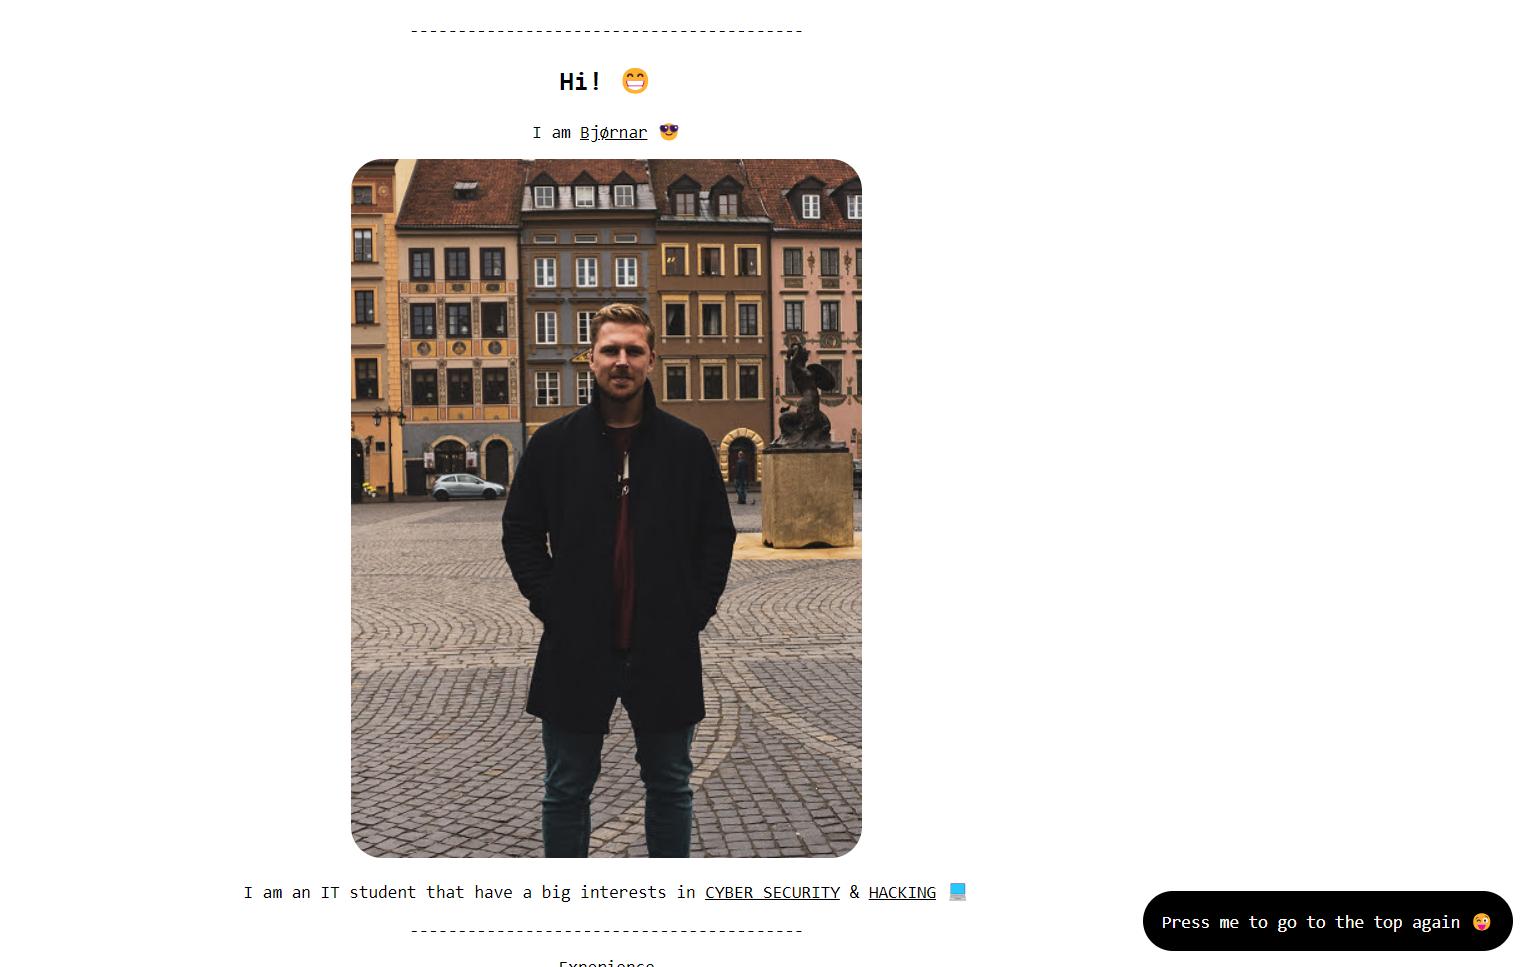 -----------------------------------------
Hi! 😁
I am Bjørnar 😎
I am an IT student that have a big interests in CYBER SECURITY & HACKING 💻
-----------------------------------------
Experience
Press me to go to the top again 😜